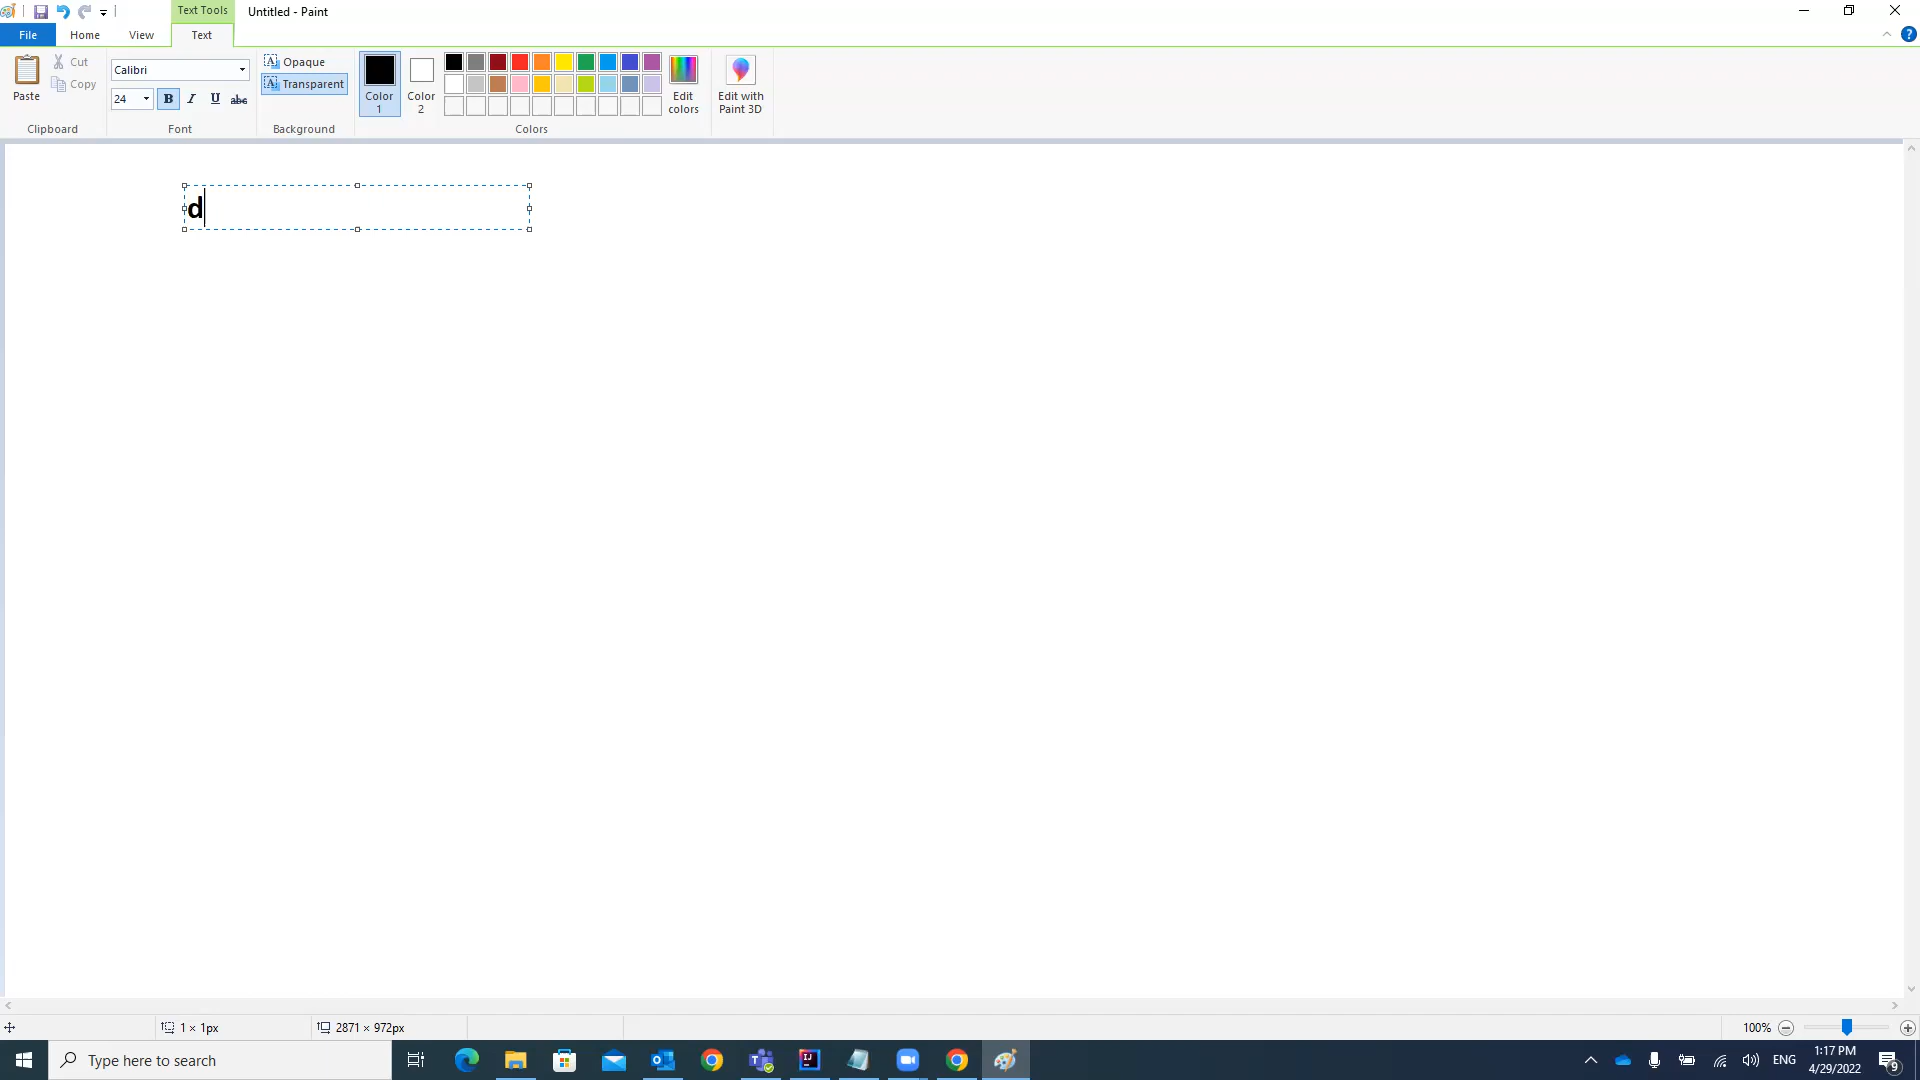 Text Tools
Untitled - Paint
File
Home
View
Text
Paste
Cut
Copy
Clipboard
Calibri
24
B
I
U
abc
Font
Opaque
Transparent
Background
Color
1
Color
2
Edit
colors
Colors
Edit with
Paint 3D
d
1 × 1px
2871 × 972px
100%
Type here to search
ENG
1:17 PM
4/29/2022
9